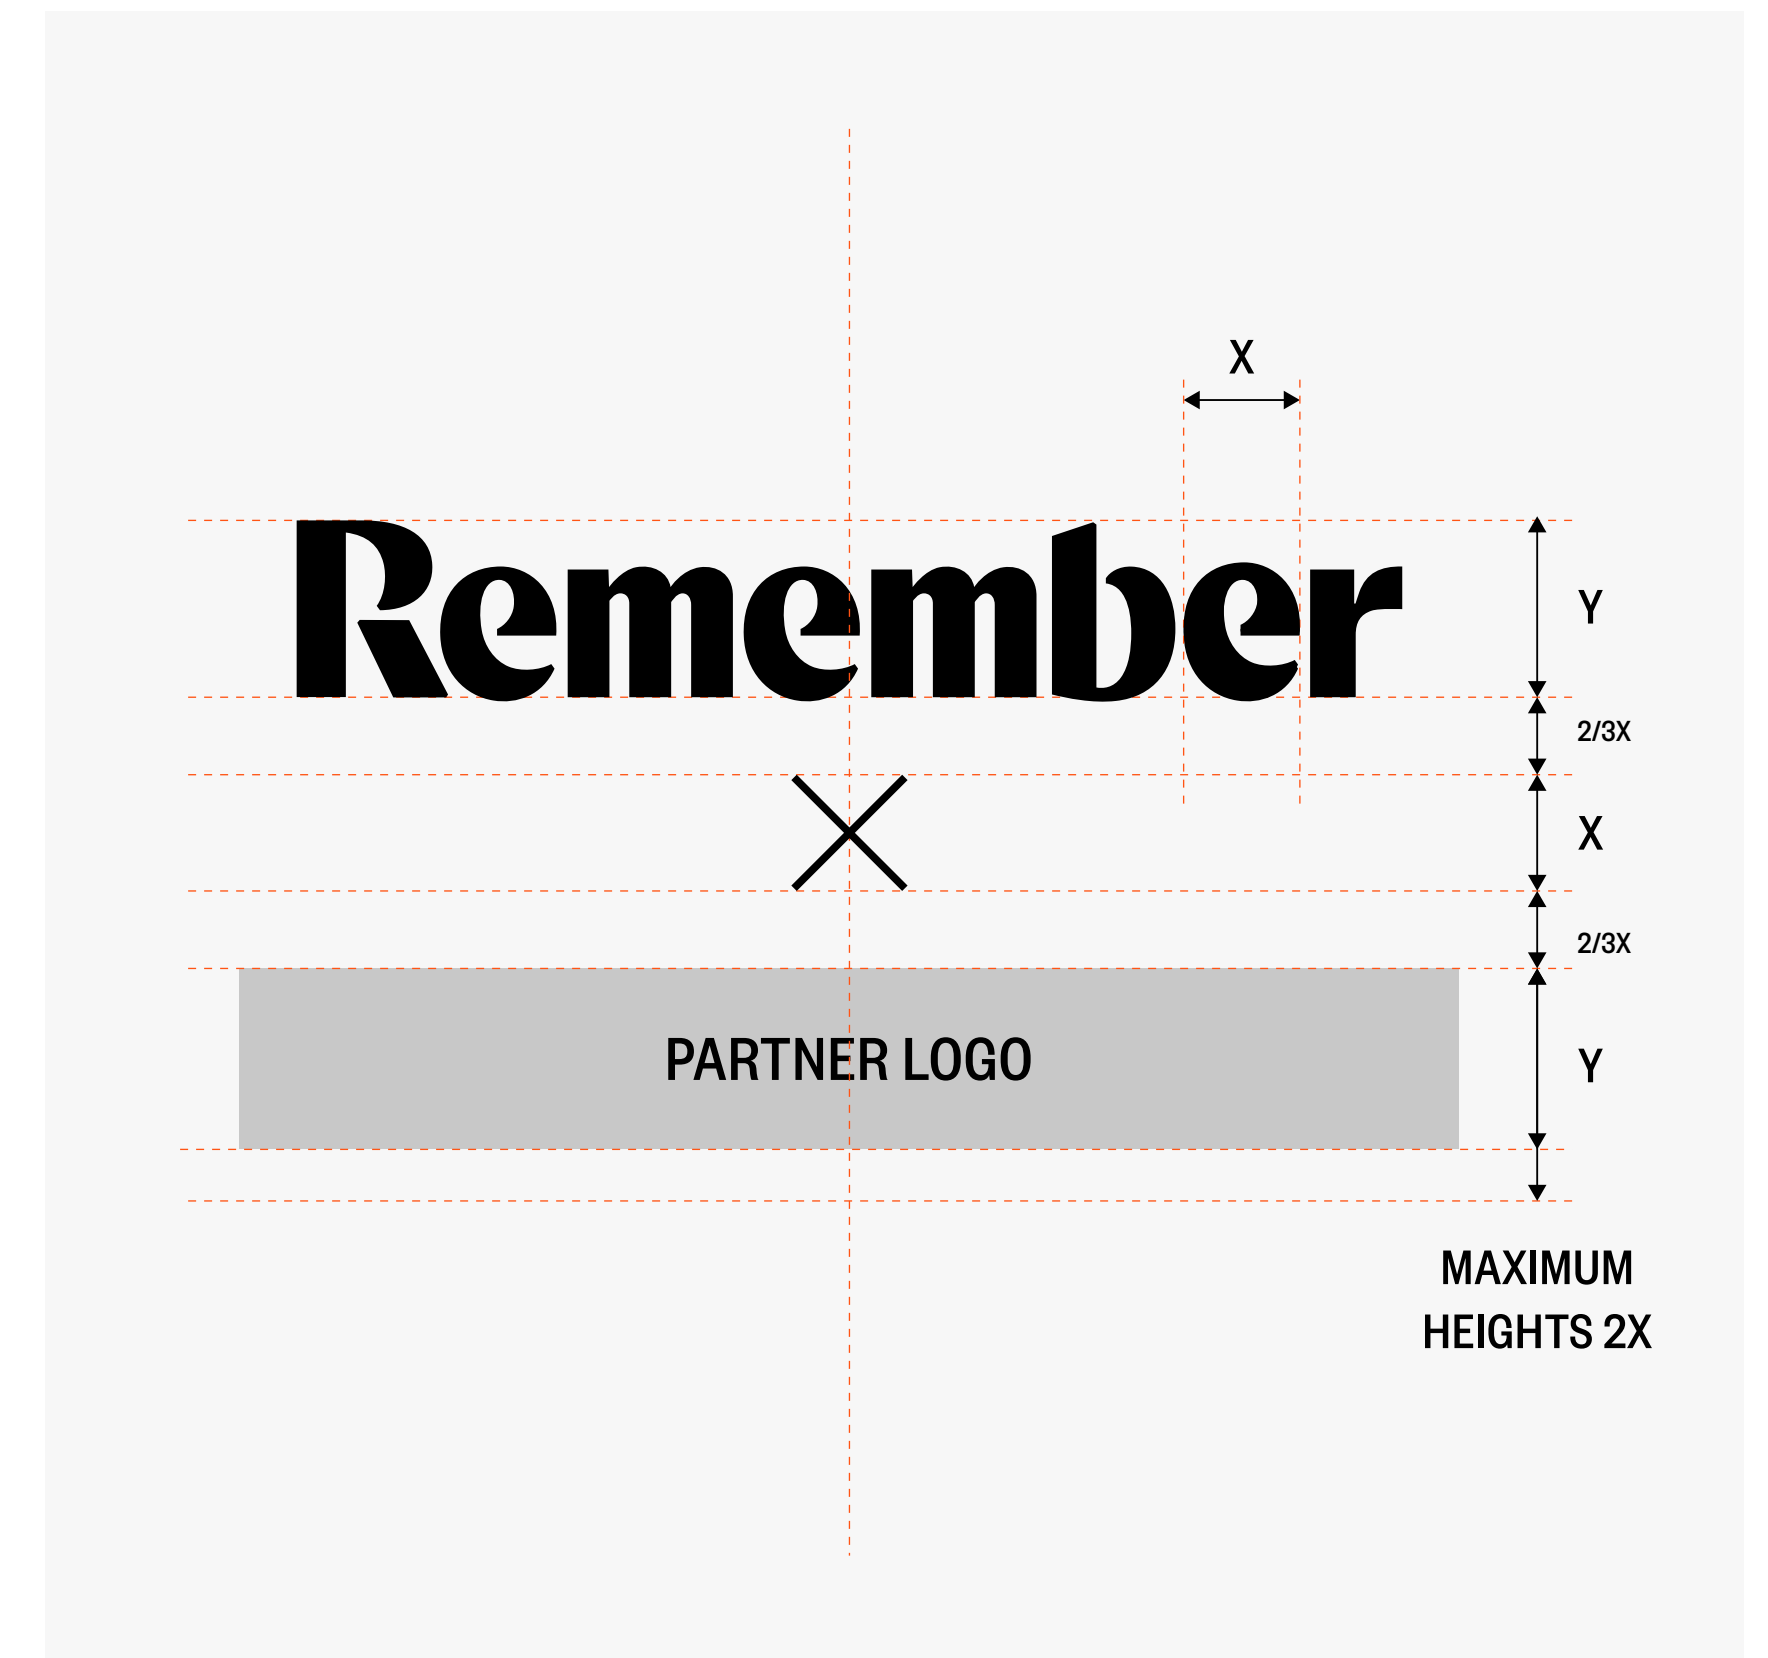 X
Remember
Y
2/3X
X
2/3X
PARTNER LOGO
Y
MAXIMUM
HEIGHTS 2X